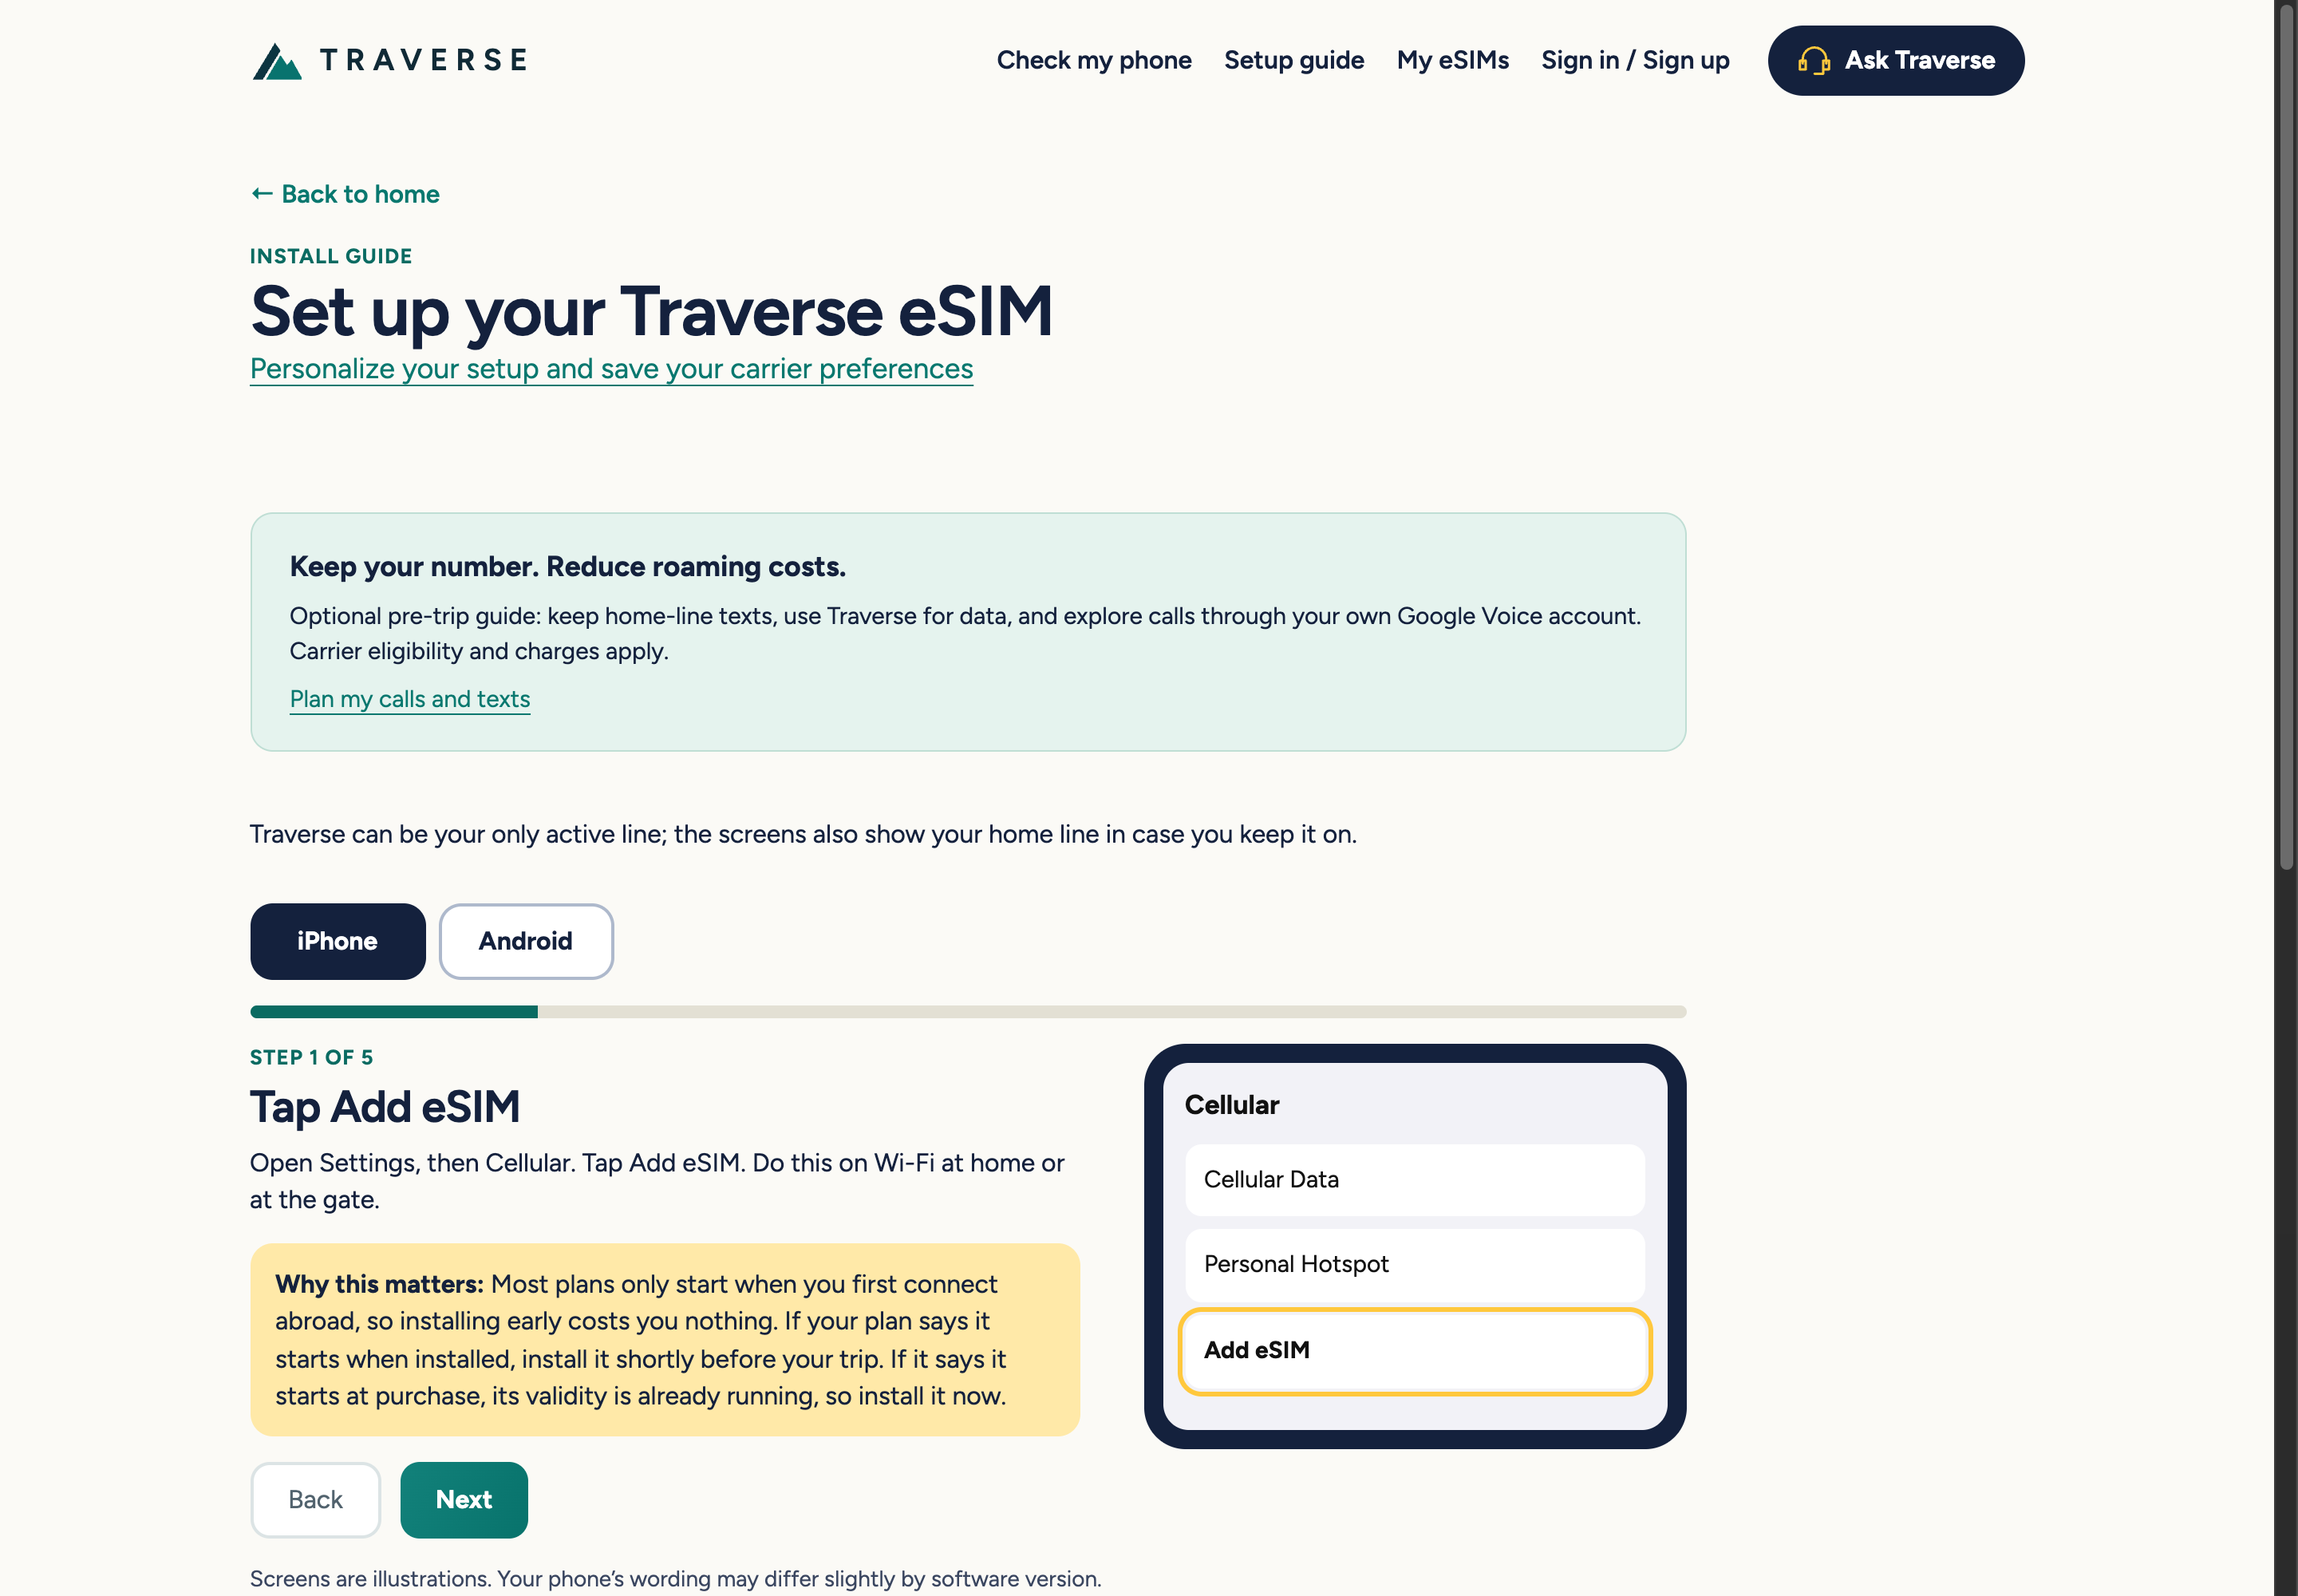 TRAVERSE
Check my phone
Setup guide
My eSIMs
Sign in / Sign up
Ask Traverse
← Back to home
INSTALL GUIDE
Set up your Traverse eSIM
Personalize your setup and save your carrier preferences
Keep your number. Reduce roaming costs.
Optional pre-trip guide: keep home-line texts, use Traverse for data, and explore calls through your own Google Voice account.
Carrier eligibility and charges apply.
Plan my calls and texts
Traverse can be your only active line; the screens also show your home line in case you keep it on.
iPhone
Android
STEP 1 OF 5
Tap Add eSIM
Open Settings, then Cellular. Tap Add eSIM. Do this on Wi-Fi at home or
at the gate.
Why this matters: Most plans only start when you first connect
abroad, so installing early costs you nothing. If your plan says it
starts when installed, install it shortly before your trip. If it says it
starts at purchase, its validity is already running, so install it now.
Back
Next
Cellular
Cellular Data
Personal Hotspot
Add eSIM
Screens are illustrations. Your phone’s wording may differ slightly by software version.